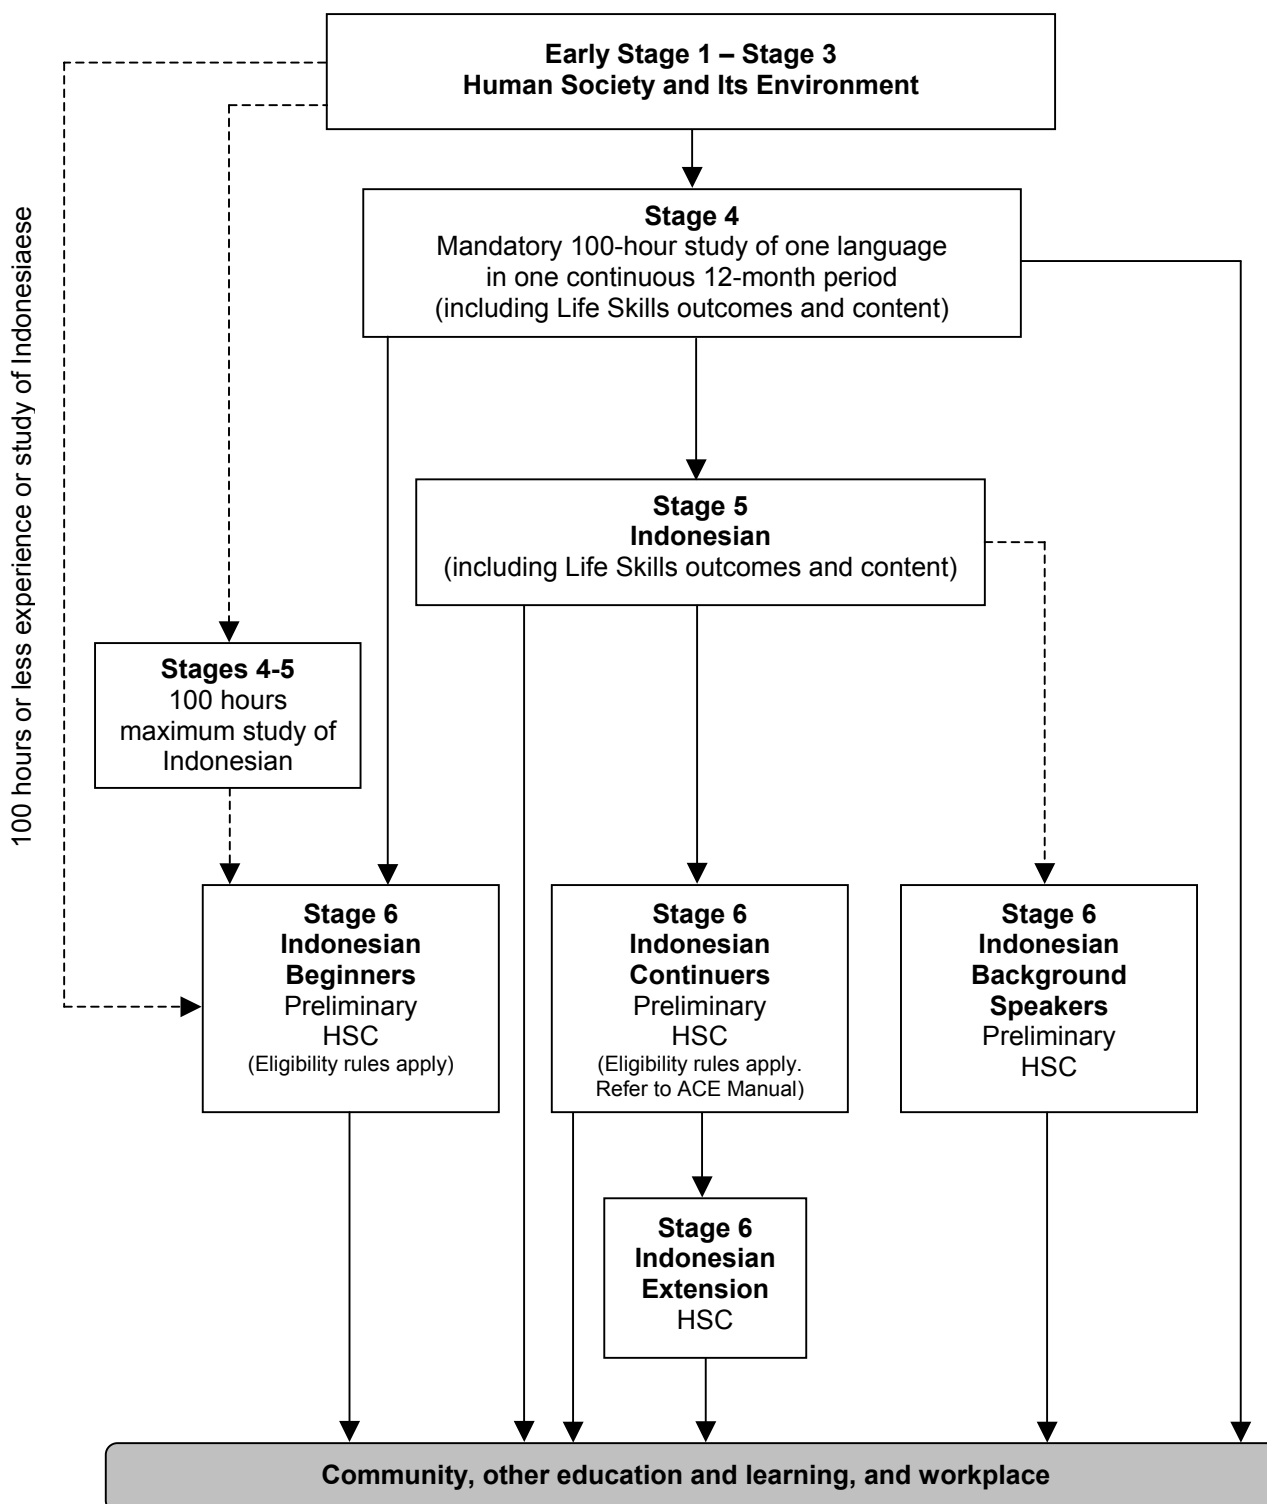 Early Stage 1 – Stage 3
Human Society and Its Environment
Stage 4
Mandatory 100-hour study of one language
in one continuous 12-month period
(including Life Skills outcomes and content)
100 hours or less experience or study of Indonesiaese
Stage 5
Indonesian
(including Life Skills outcomes and content)
Stages 4-5
100 hours
maximum study of
Indonesian
Stage 6
Indonesian
Beginners
Preliminary
HSC
(Eligibility rules apply)
Stage 6
Indonesian
Continuers
Preliminary
HSC
(Eligibility rules apply.
Refer to ACE Manual)
Stage 6
Indonesian
Background
Speakers
Preliminary
HSC
Stage 6
Indonesian
Extension
HSC
Community, other education and learning, and workplace